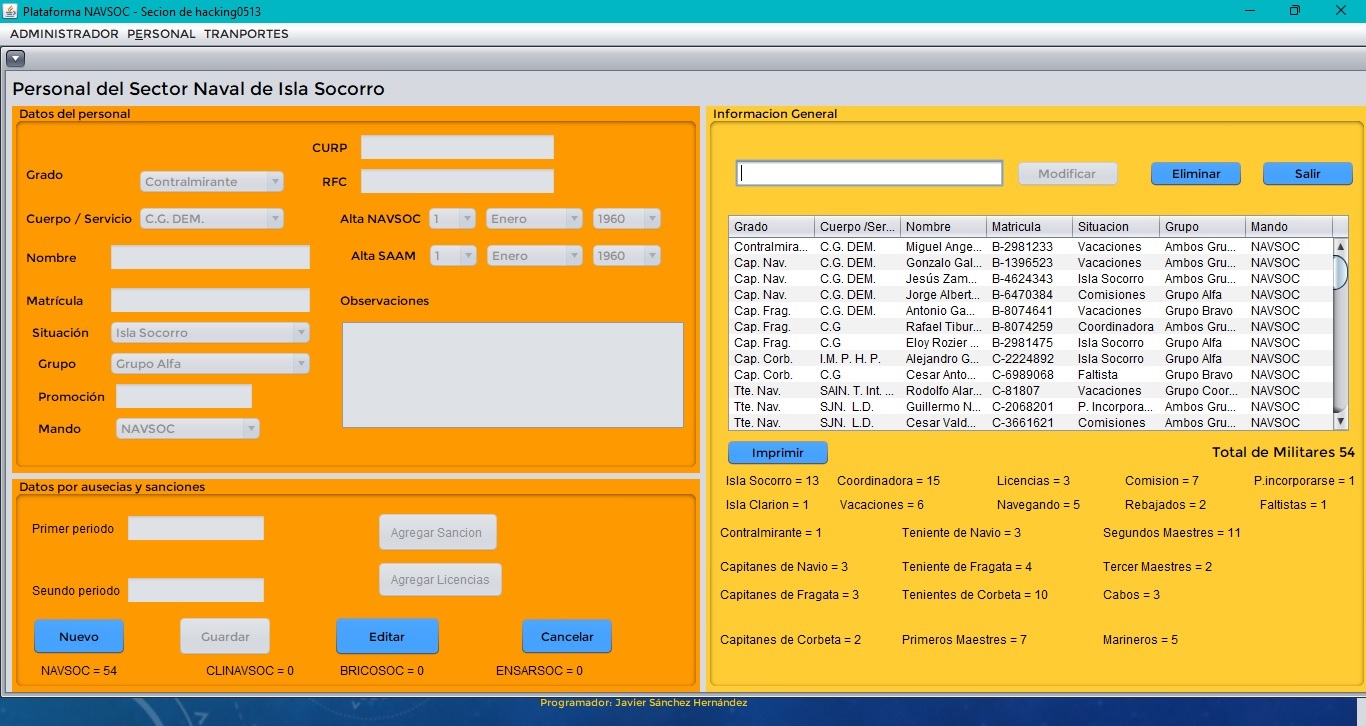 Plataforma NAVSOC - Secion de hacking0513
ADMINISTRADOR PERSONAL TRANPORTES
Personal del Sector Naval de Isla Socorro
Datos del personal
CURP
Grado Contralmirante RFC
Cuerpo / Servicio C.G. DEM. Alta NAVSOC 1 Enero 1960
Nombre Alta SAAM 1 Enero 1960
Matrícula Observaciones
Situación Isla Socorro
Grupo Grupo Alfa
Promoción
Mando NAVSOC
Datos por ausecias y sanciones
Primer periodo Agregar Sancion
Seundo periodo Agregar Licencias
Nuevo Guardar Editar Cancelar
NAVSOC = 54 CLINAVSOC = 0 BRICOSOC = 0 ENSARSOC = 0
Informacion General
Modificar Eliminar Salir
Grado Cuerpo /Ser... Nombre Matricula Situacion Grupo Mando
Contralmira... C.G. DEM. Miguel Ange... B-2981233 Vacaciones Ambos Gru... NAVSOC
Cap. Nav. C.G. DEM. Gonzalo Gal... B-1396523 Vacaciones Ambos Gru... NAVSOC
Cap. Nav. C.G. DEM. Jesús Zam... B-4624343 Isla Socorro Ambos Gru... NAVSOC
Cap. Nav. C.G. DEM. Jorge Albert... B-6470384 Comisiones Grupo Alfa NAVSOC
Cap. Frag. C.G. DEM. Antonio Ga... B-8074641 Vacaciones Grupo Bravo NAVSOC
Cap. Frag. C.G Rafael Tibur... B-8074259 Coordinadora Ambos Gru... NAVSOC
Cap. Frag. C.G Eloy Rozier ... B-2981475 Isla Socorro Grupo Alfa NAVSOC
Cap. Corb. I.M. P. H. P. Alejandro G... C-2224892 Isla Socorro Grupo Alfa NAVSOC
Cap. Corb. C.G Cesar Anto... C-6989068 Faltista Grupo Bravo NAVSOC
Tte. Nav. SAIN. T. Int. ... Rodolfo Alar... C-81807 Vacaciones Grupo Coor... NAVSOC
Tte. Nav. SJN. L.D. Guillermo N... C-2068201 P. Incorpora... Ambos Gru... NAVSOC
Tte. Nav. SJN. L.D. Cesar Vald... C-3661621 Comisiones Ambos Gru... NAVSOC
Imprimir Total de Militares 54
Isla Socorro = 13 Coordinadora = 15 Licencias = 3 Comision = 7 P.incorporarse = 1
Isla Clarion = 1 Vacaciones = 6 Navegando = 5 Rebajados = 2 Faltistas = 1
Contralmirante = 1 Teniente de Navio = 3 Segundos Maestres = 11
Capitanes de Navio = 3 Teniente de Fragata = 4 Tercer Maestres = 2
Capitanes de Fragata = 3 Tenientes de Corbeta = 10 Cabos = 3
Capitanes de Corbeta = 2 Primeros Maestres = 7 Marineros = 5
Programador: Javier Sánchez Hernández